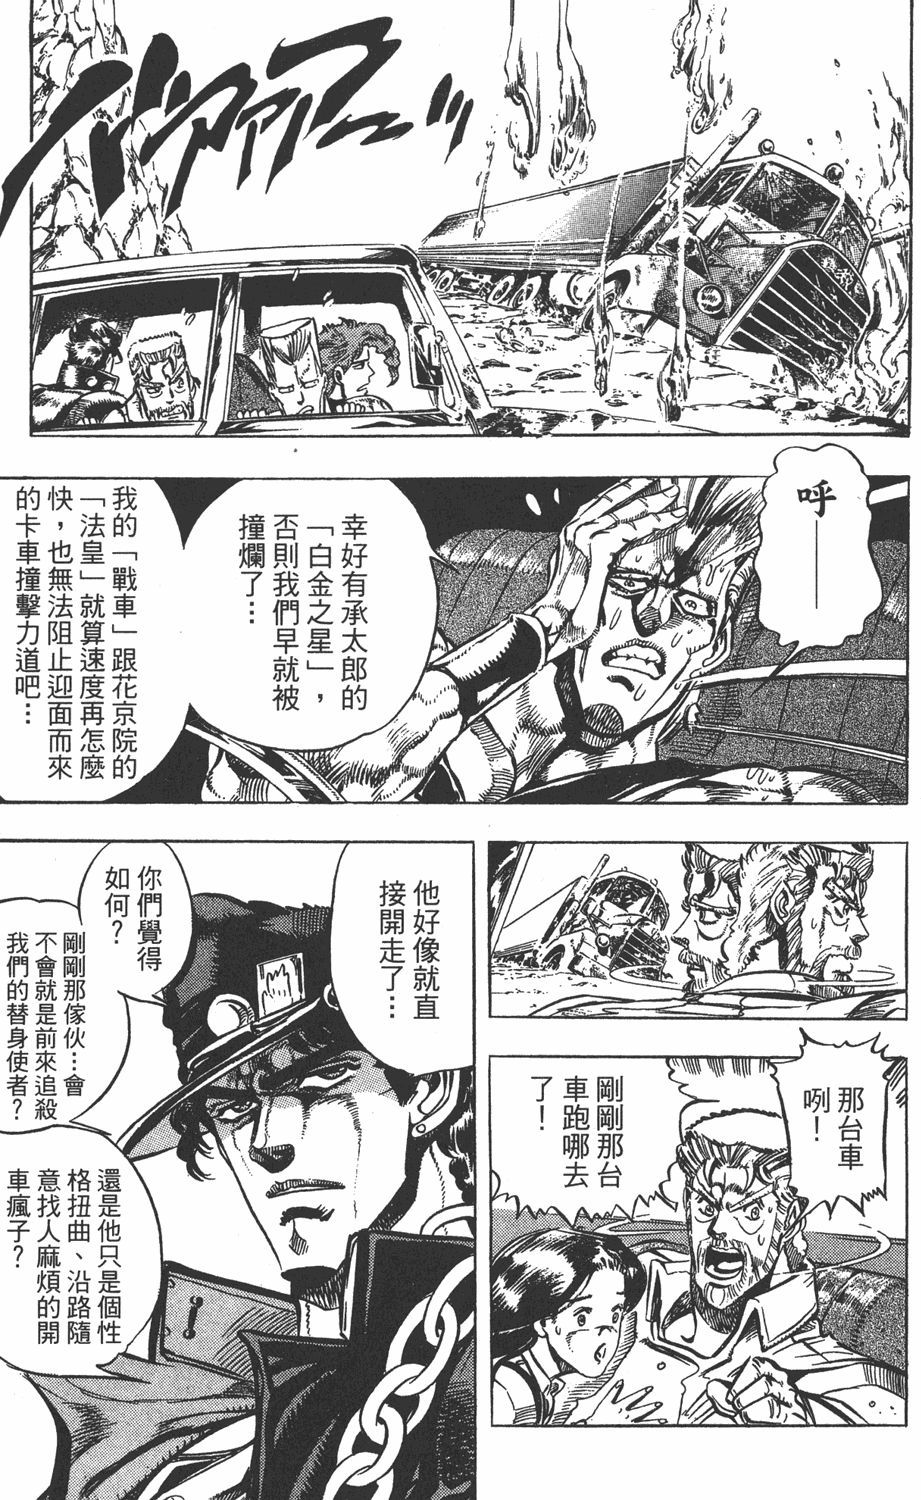 呼——
幸好有承太郎的
「白金之星」，
否則我們早就被
撞爛了…
我的「戰車」跟花京院的
「法皇」就算速度再怎麼
快，也無法阻止迎面而來
的卡車撞擊力道吧…
那台車
咧！
剛剛那台
車跑哪去
了！
他好像就直
接開走了…
你們覺得
如何？
剛剛那傢伙…會
不會就是前來追殺
我們的替身使者？
還是他只是個性
格扭曲、沿路隨
意找人麻煩的開
車瘋子？